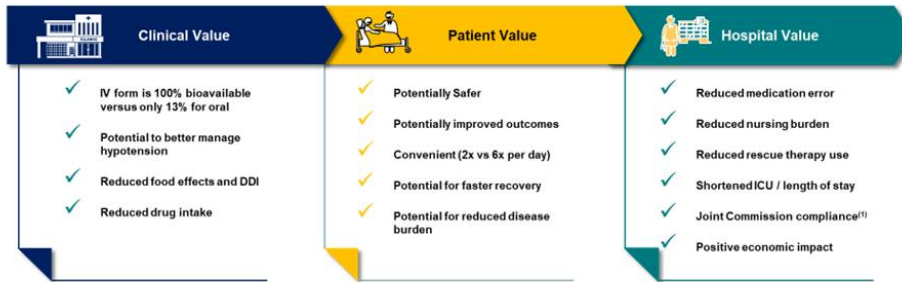 Clinical Value
IV form is 100% bioavailable
versus only 13% for oral
Potential to better manage
hypotension
Reduced food effects and DDI
Reduced drug intake
Patient Value
Potentially Safer
Potentially improved outcomes
Convenient (2x vs 6x per day)
Potential for faster recovery
Potential for reduced disease
burden
Hospital Value
Reduced medication error
Reduced nursing burden
Reduced rescue therapy use
Shortened ICU / length of stay
Joint Commission compliance(1)
Positive economic impact